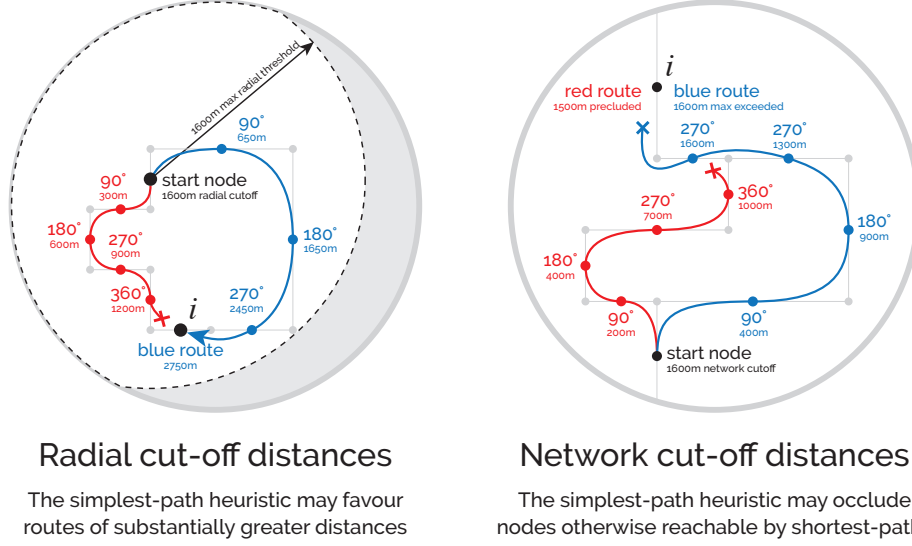 1600m max radial threshold
90°
650m
start node
1600m radial cutoff
90°
300m
180°
600m
270°
900m
180°
1650m
360°
1200m
i
270°
2450m
blue route
2750m
Radial cut-off distances
The simplest-path heuristic may favour
routes of substantially greater distances
i
red route
1500m precluded
blue route
1600m max exceeded
270°
1600m
270°
1300m
360°
1000m
270°
700m
180°
900m
180°
400m
90°
200m
90°
400m
start node
1600m network cutoff
Network cut-off distances
The simplest-path heuristic may occlude
nodes otherwise reachable by shortest-path